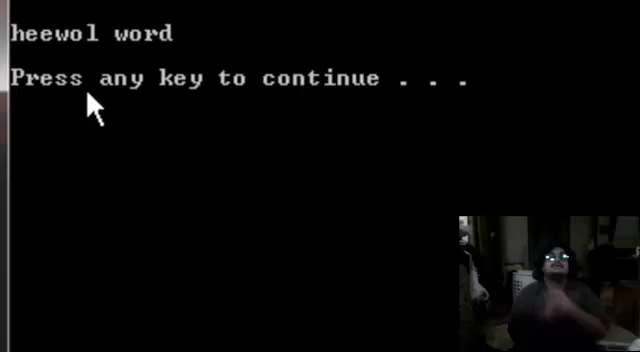 heewol word
Press any key to continue . . .